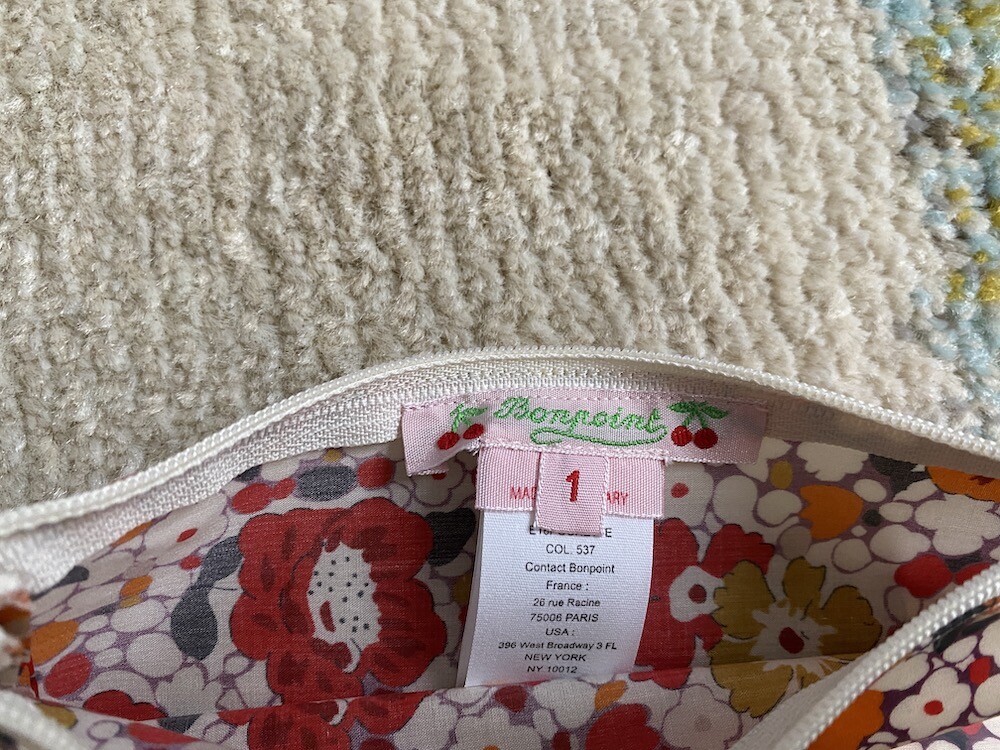 Bonpoint
1
COL. 537
Contact Bonpoint
France :
26 rue Racine
75006 PARIS
USA :
396 West Broadway 3 FL
NEW YORK
NY 10012